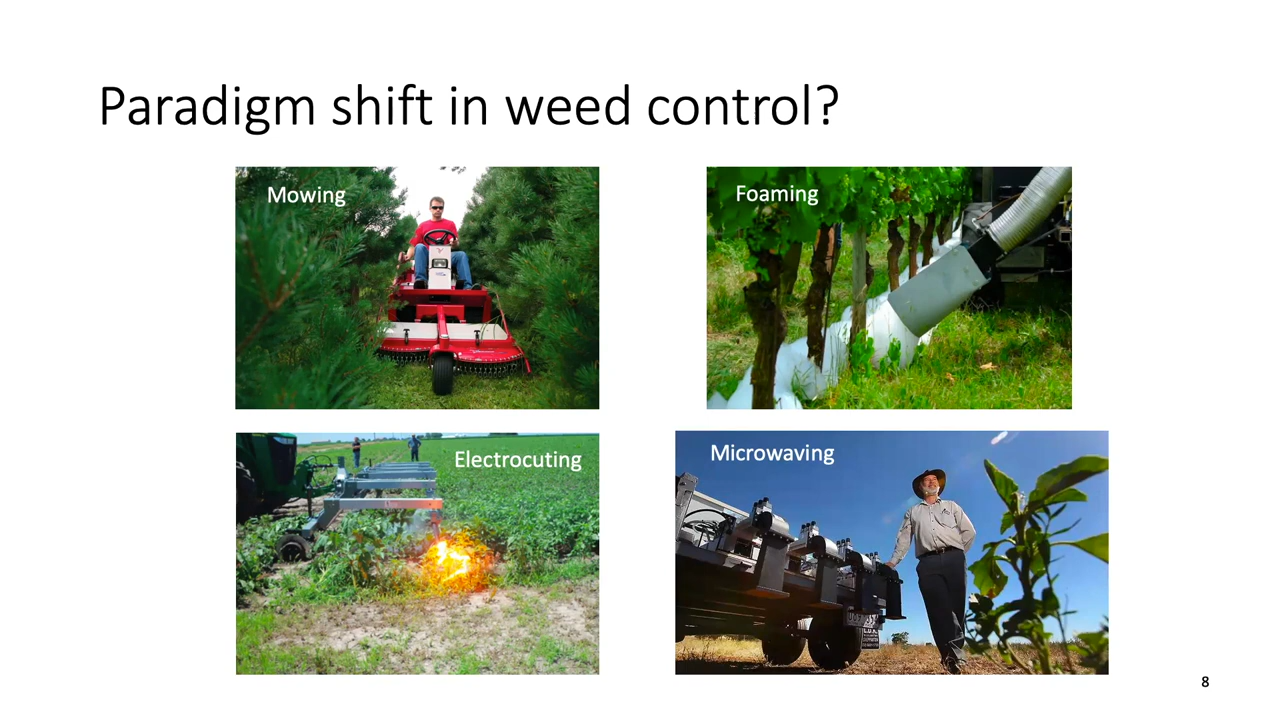 Paradigm shift in weed control?
Mowing
Foaming
Electrocuting
Microwaving
8